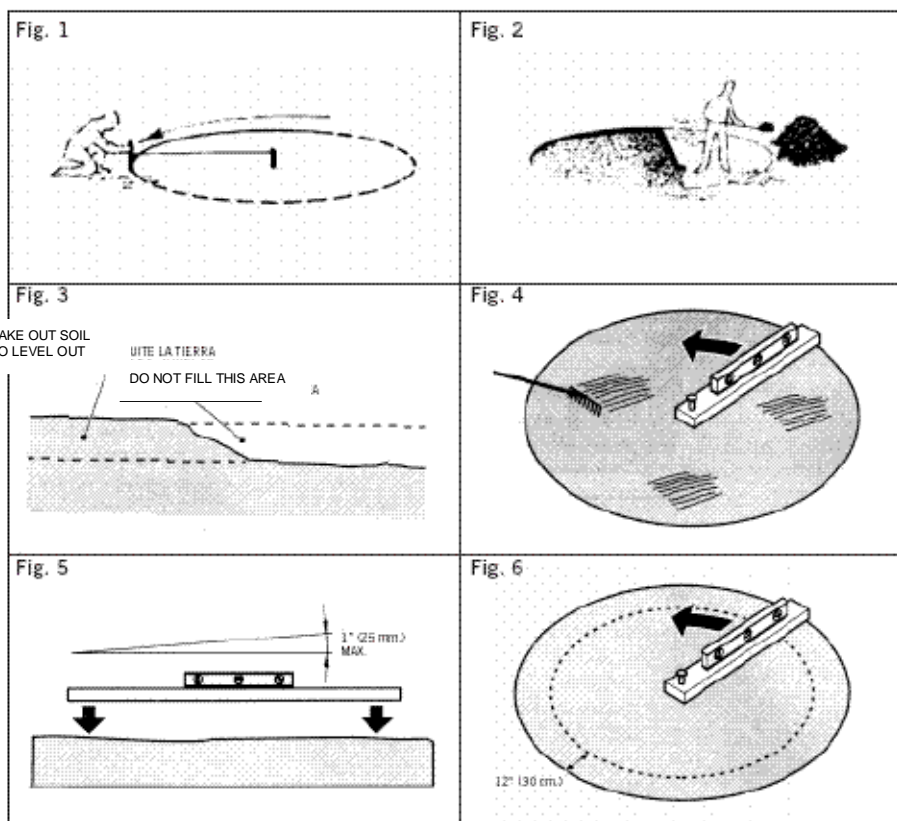 Fig. 1
Fig. 2
Fig. 3
AKE OUT SOIL
O LEVEL OUT
UITE LA TIERRA
DO NOT FILL THIS AREA
A
Fig. 4
Fig. 5
1" (25 mm.)
MAX.
Fig. 6
12" (30 cm.)